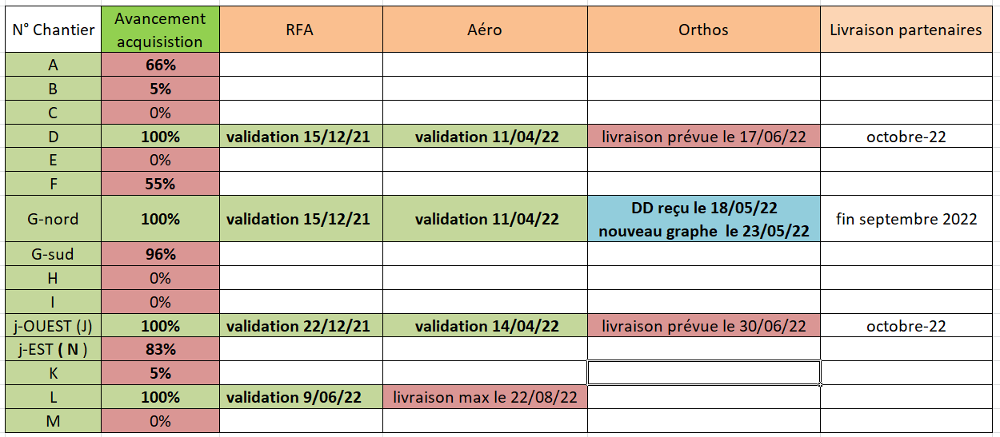 N° Chantier Avancement acquisistion RFA Aéro Orthos Livraison partenaires
A 66%
B 5%
C 0%
D 100% validation 15/12/21 validation 11/04/22 livraison prévue le 17/06/22 octobre-22
E 0%
F 55%
G-nord 100% validation 15/12/21 validation 11/04/22 DD reçu le 18/05/22 nouveau graphe le 23/05/22 fin septembre 2022
G-sud 96%
H 0%
I 0%
j-OUEST (J) 100% validation 22/12/21 validation 14/04/22 livraison prévue le 30/06/22 octobre-22
j-EST ( N ) 83%
K 5%
L 100% validation 9/06/22 livraison max le 22/08/22
M 0%